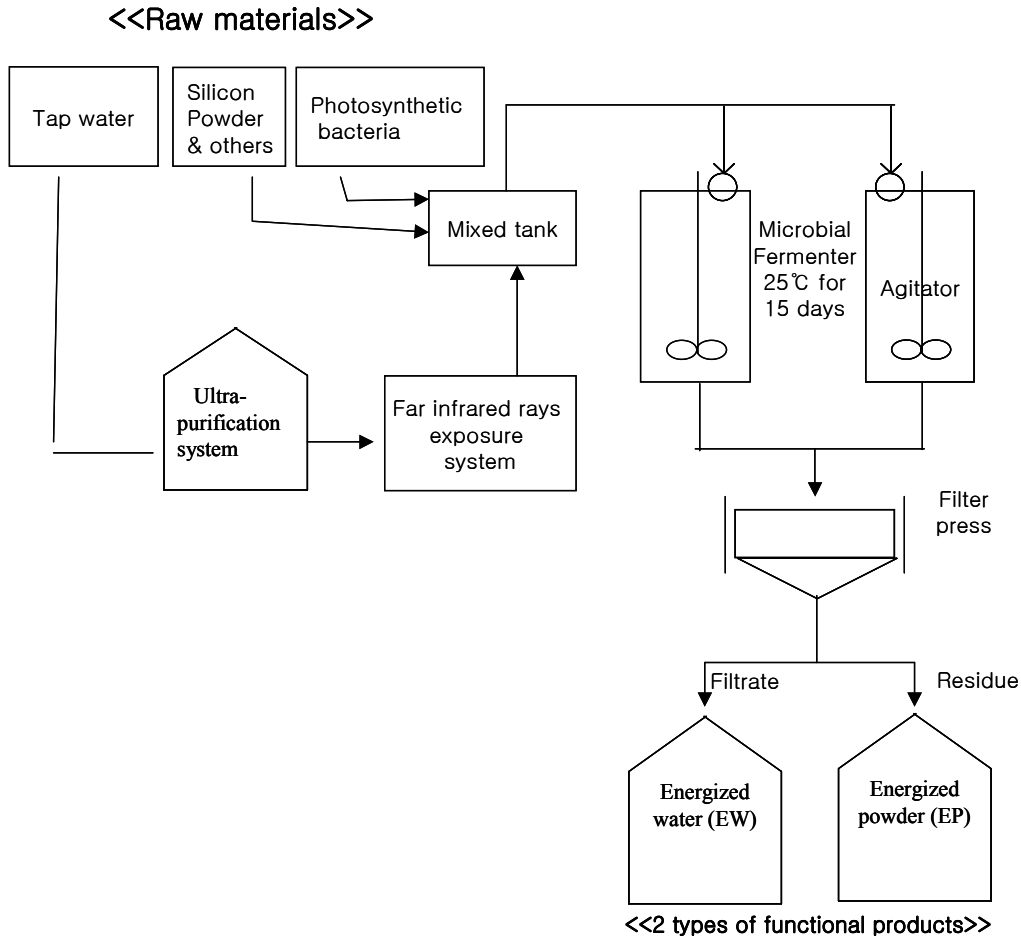 <<Raw materials>>
Tap water
Silicon
Powder
& others
Photosynthetic
bacteria
Mixed tank
Microbial
Fermenter
25℃ for
15 days
Agitator
Ultra-
purification
system
Far infrared rays
exposure
system
Filter
press
Filtrate
Residue
Energized
water (EW)
Energized
powder (EP)
<<2 types of functional products>>